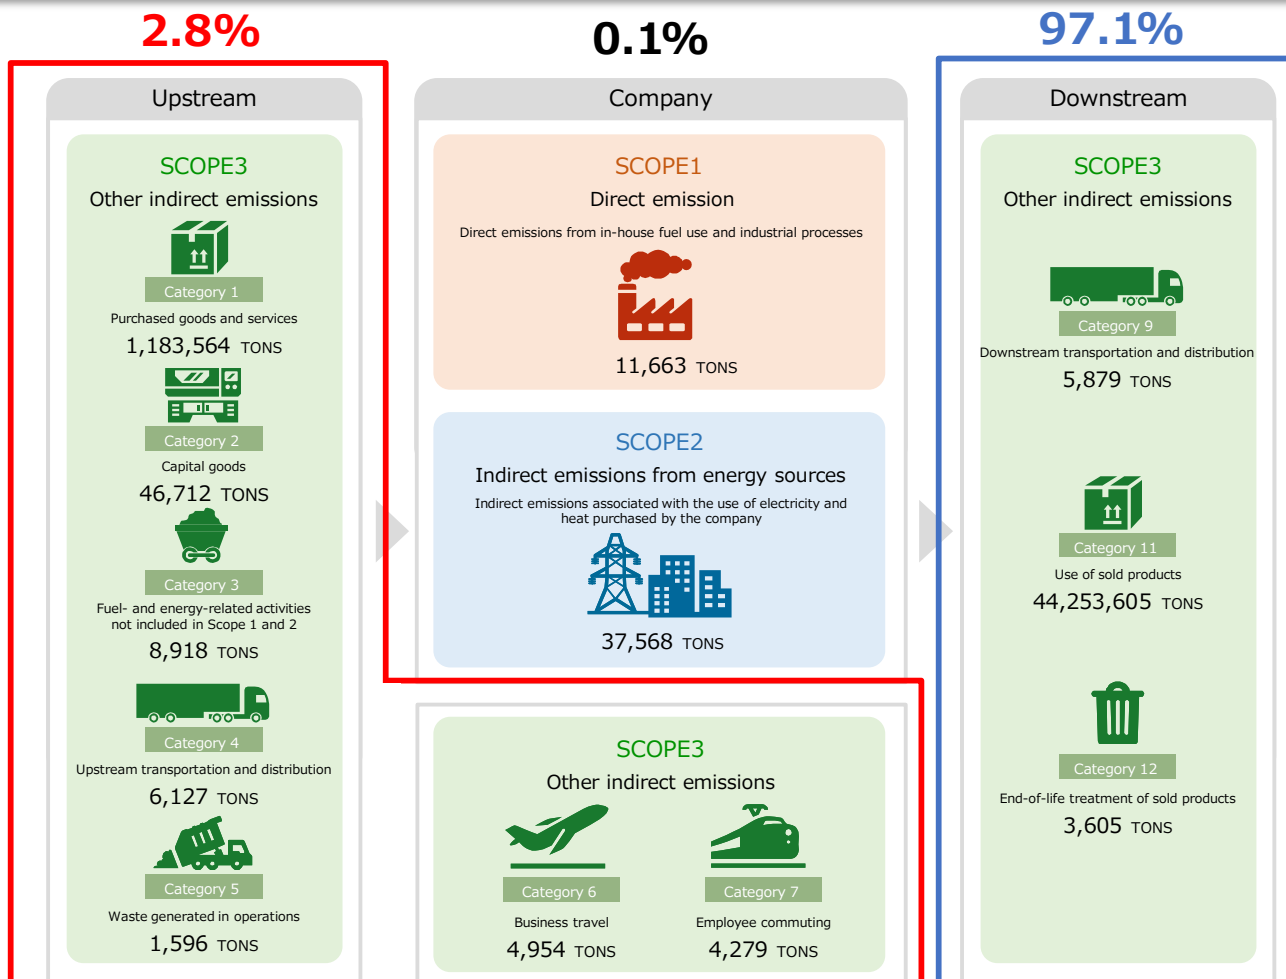 2.8%
0.1%
97.1%
Upstream
SCOPE3
Other indirect emissions
Category 1
Purchased goods and services
1,183,564 TONS
Category 2
Capital goods
46,712 TONS
Category 3
Fuel- and energy-related activities
not included in Scope 1 and 2
8,918 TONS
Category 4
Upstream transportation and distribution
6,127 TONS
Category 5
Waste generated in operations
1,596 TONS
Company
SCOPE1
Direct emission
Direct emissions from in-house fuel use and industrial processes
11,663 TONS
SCOPE2
Indirect emissions from energy sources
Indirect emissions associated with the use of electricity and
heat purchased by the company
37,568 TONS
SCOPE3
Other indirect emissions
Category 6
Business travel
4,954 TONS
Category 7
Employee commuting
4,279 TONS
Downstream
SCOPE3
Other indirect emissions
Category 9
Downstream transportation and distribution
5,879 TONS
Category 11
Use of sold products
44,253,605 TONS
Category 12
End-of-life treatment of sold products
3,605 TONS